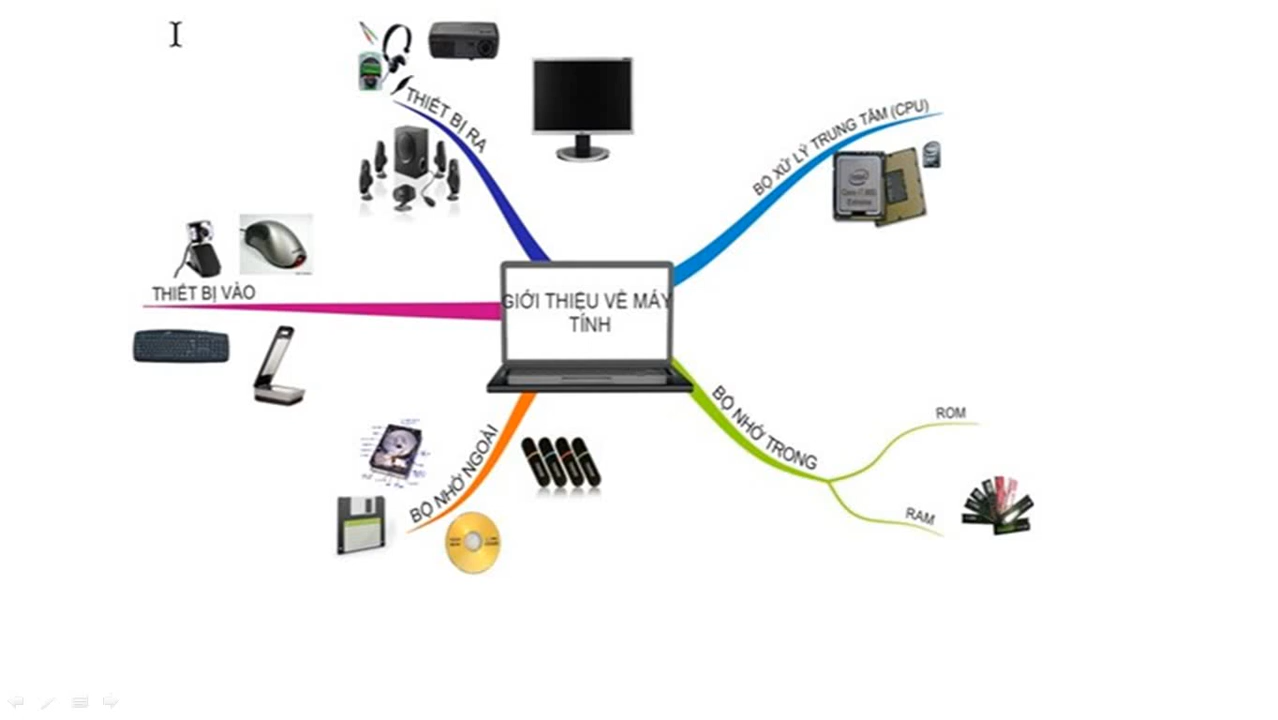 THIẾT BỊ RA
BỘ XỬ LÝ TRUNG TÂM (CPU)
THIẾT BỊ VÀO
GIỚI THIỆU VỀ MÁY
TÍNH
BỘ NHỚ TRONG
ROM
RAM
BỘ NHỚ NGOÀI